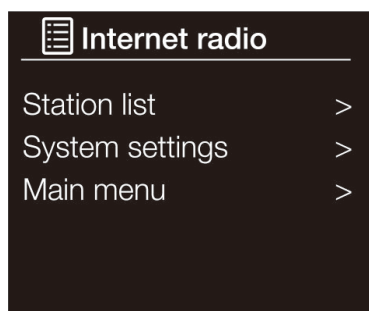 Internet radio
Station list >
System settings >
Main menu >